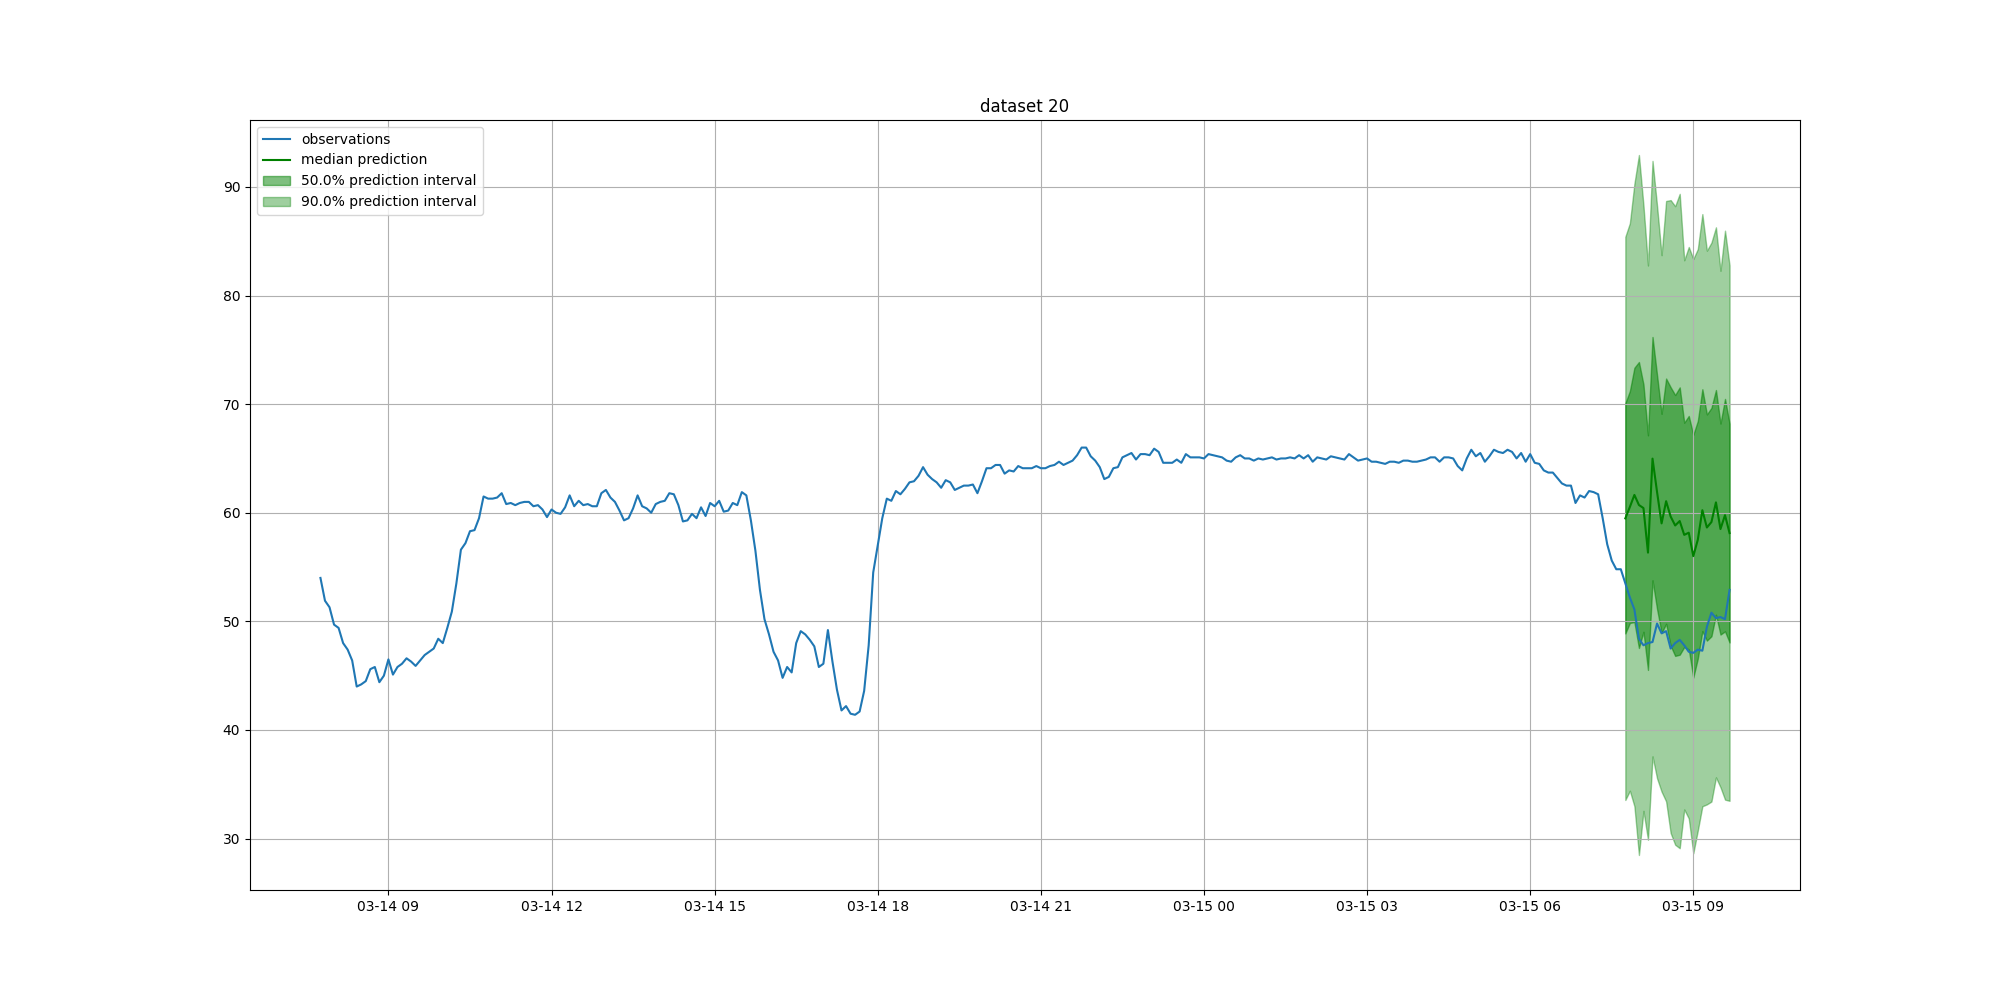 dataset 20
observations
median prediction
50.0% prediction interval
90.0% prediction interval
90
80
70
60
50
40
30
03-14 09 03-14 12 03-14 15 03-14 18 03-14 21 03-15 00 03-15 03 03-15 06 03-15 09